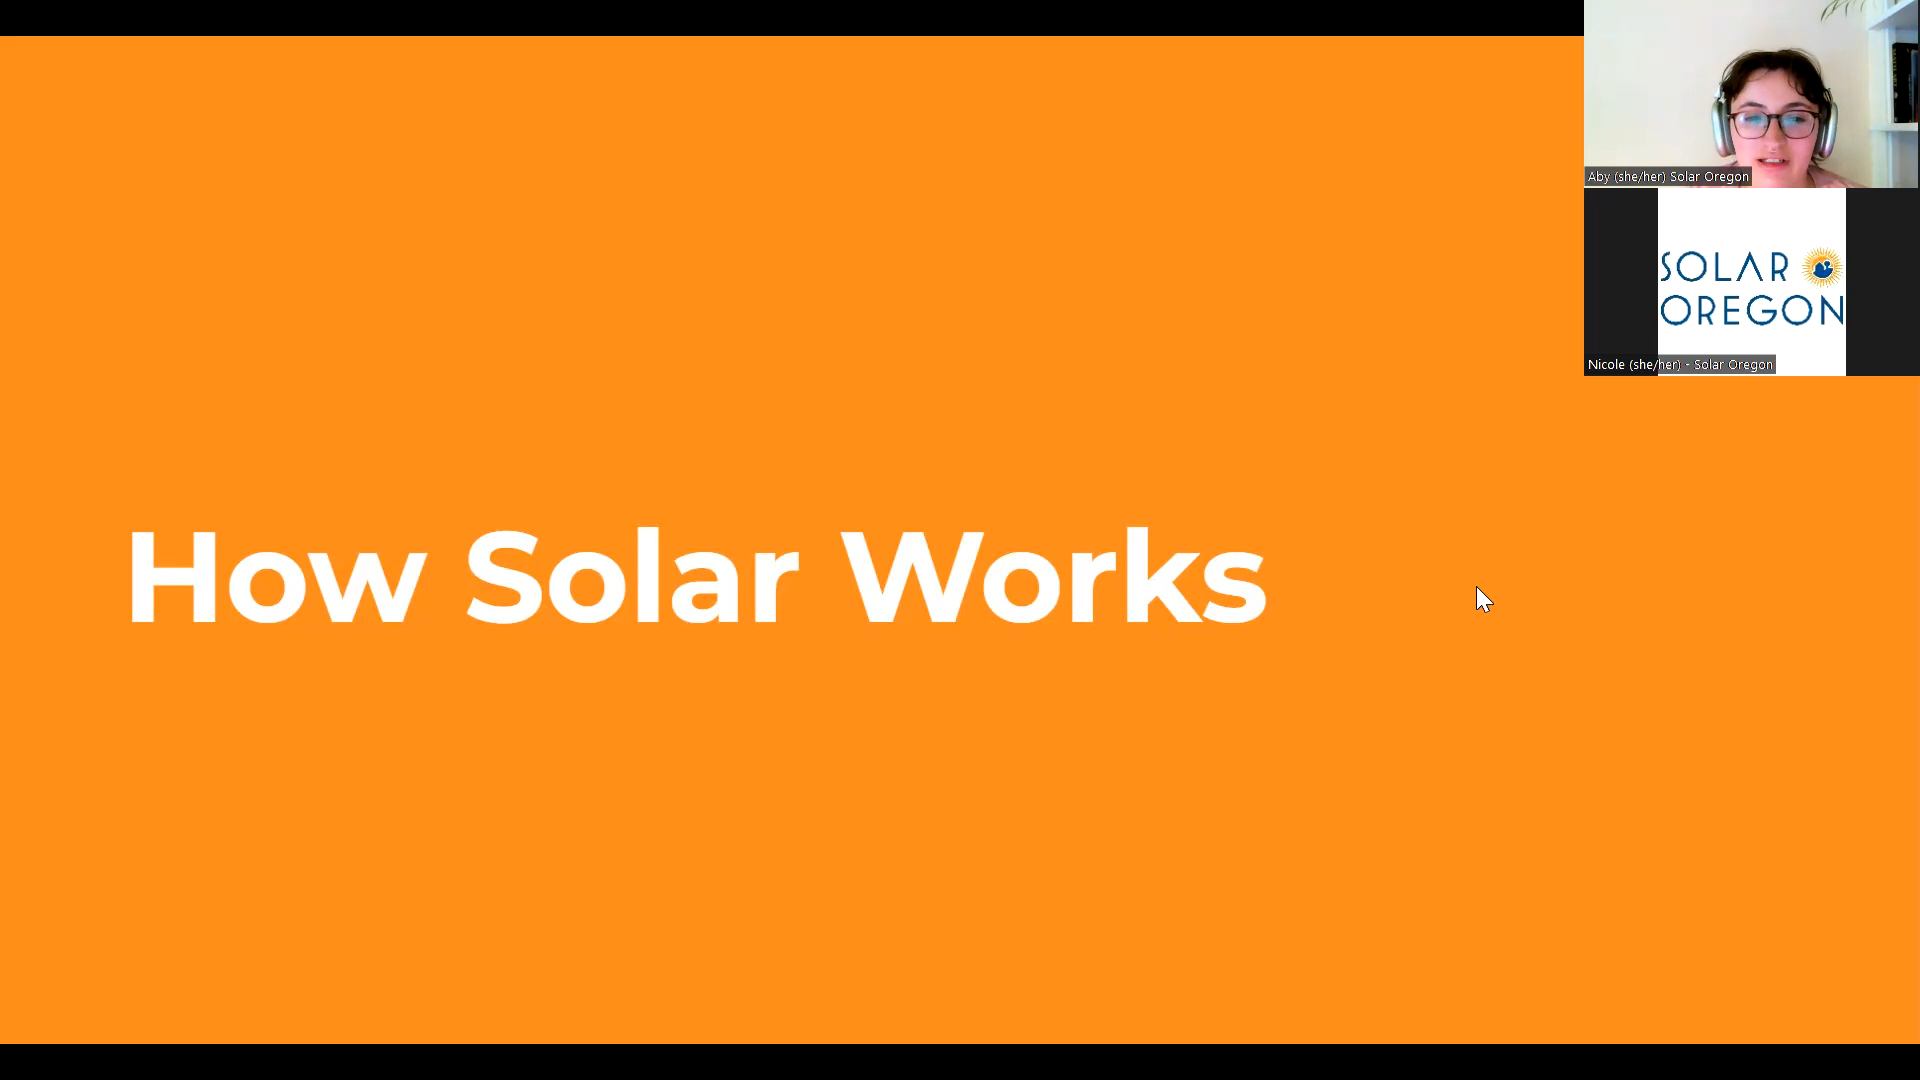 How Solar Works
Aby (she/her) Solar Oregon
SOLAR
OREGON
Nicole (she/her) - Solar Oregon